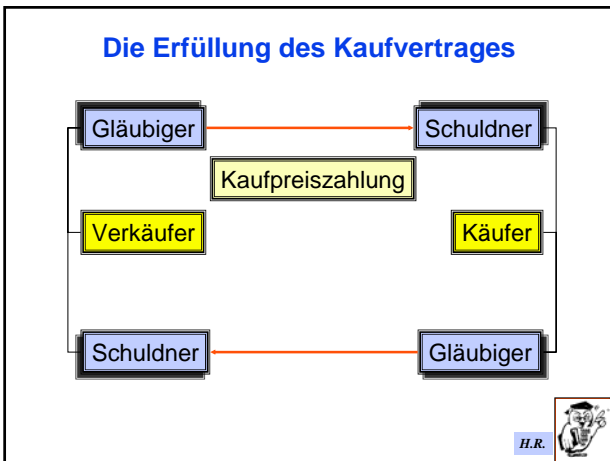 Die Erfüllung des Kaufvertrages
Gläubiger
Schuldner
Kaufpreiszahlung
Verkäufer
Käufer
Schuldner
Gläubiger
H.R.